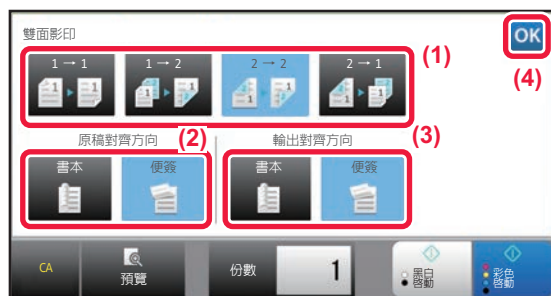 雙面影印
OK
1 → 1
1 → 2
2 → 2
2 → 1
(1)
(4)
原稿對齊方向
(2)
輸出對齊方向
(3)
書本
便簽
書本
便簽
CA
預覽
份數
1
黑白
啓動
彩色
啓動